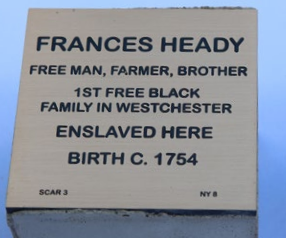 FRANCES HEADY
FREE MAN, FARMER, BROTHER
1ST FREE BLACK
FAMILY IN WESTCHESTER
ENSLAVED HERE
BIRTH C. 1754
SCAR 3 NY 8